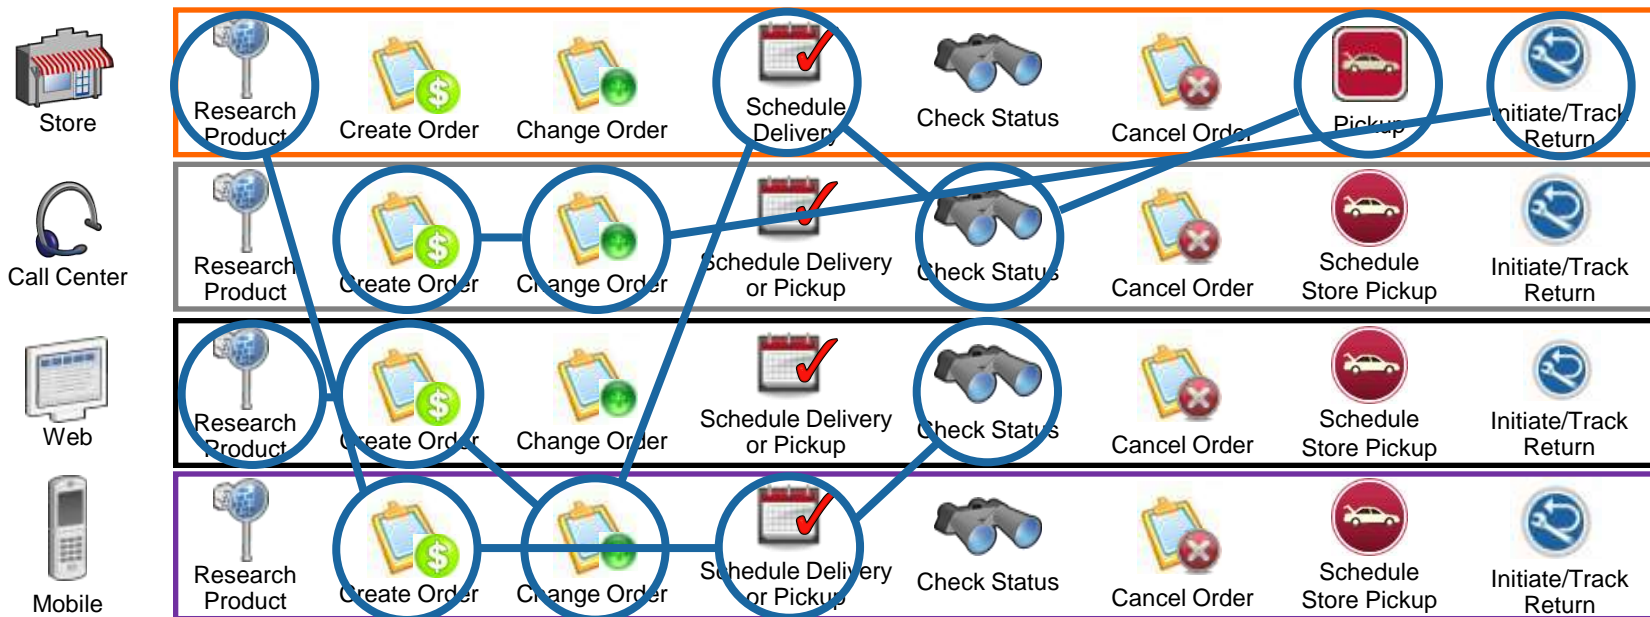 Store
Research
Product
Create Order
Change Order
Schedule
Delivery
Check Status
Cancel Order
Pickup
Initiate/Track
Return
Call Center
Research
Product
Create Order
Change Order
Schedule Delivery
or Pickup
Check Status
Cancel Order
Schedule
Store Pickup
Initiate/Track
Return
Web
Research
Product
Create Order
Change Order
Schedule Delivery
or Pickup
Check Status
Cancel Order
Schedule
Store Pickup
Initiate/Track
Return
Mobile
Research
Product
Create Order
Change Order
Schedule Delivery
or Pickup
Check Status
Cancel Order
Schedule
Store Pickup
Initiate/Track
Return